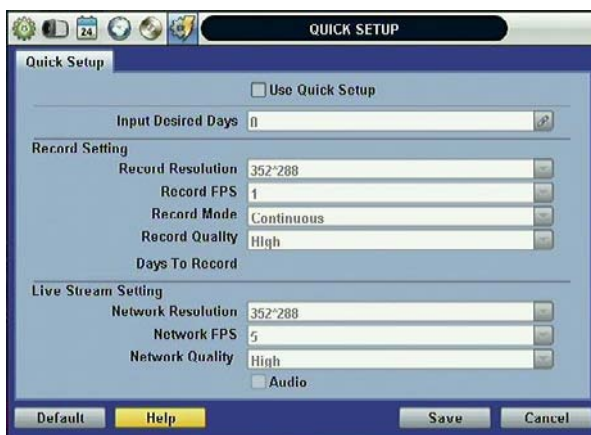 24
QUICK SETUP
Quick Setup
Use Quick Setup
Input Desired Days 0
Record Setting
Record Resolution 352*288
Record FPS 1
Record Mode Continuous
Record Quality High
Days To Record
Live Stream Setting
Network Resolution 352*288
Network FPS 5
Network Quality High
Audio
Default Help Save Cancel